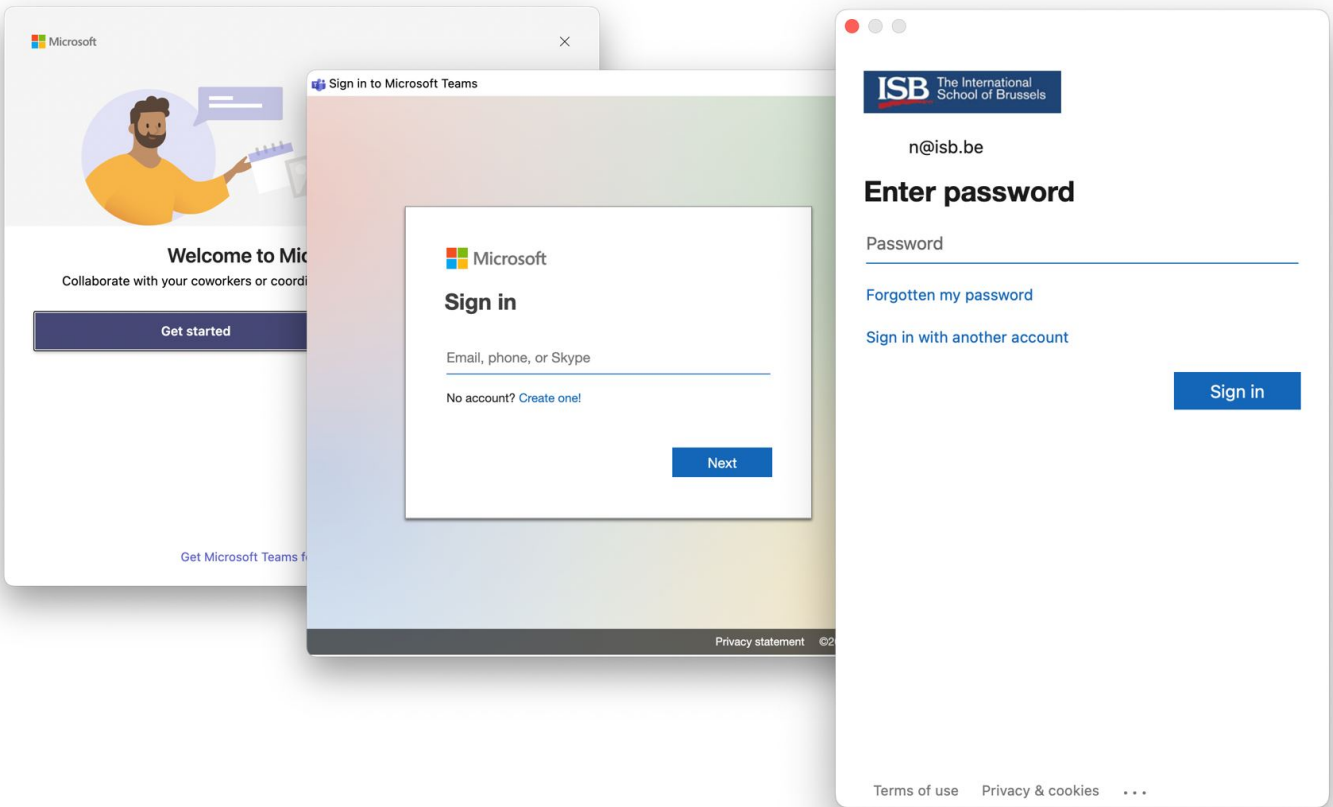 Microsoft
Welcome to Mic
Collaborate with your coworkers or coordi
Get started
Get Microsoft Teams f
Sign in to Microsoft Teams
Microsoft
Sign in
Email, phone, or Skype
No account? Create one!
Next
Privacy statement ©20
ISB The International
School of Brussels
n@isb.be
Enter password
Password
Forgotten my password
Sign in with another account
Sign in
Terms of use Privacy & cookies ...